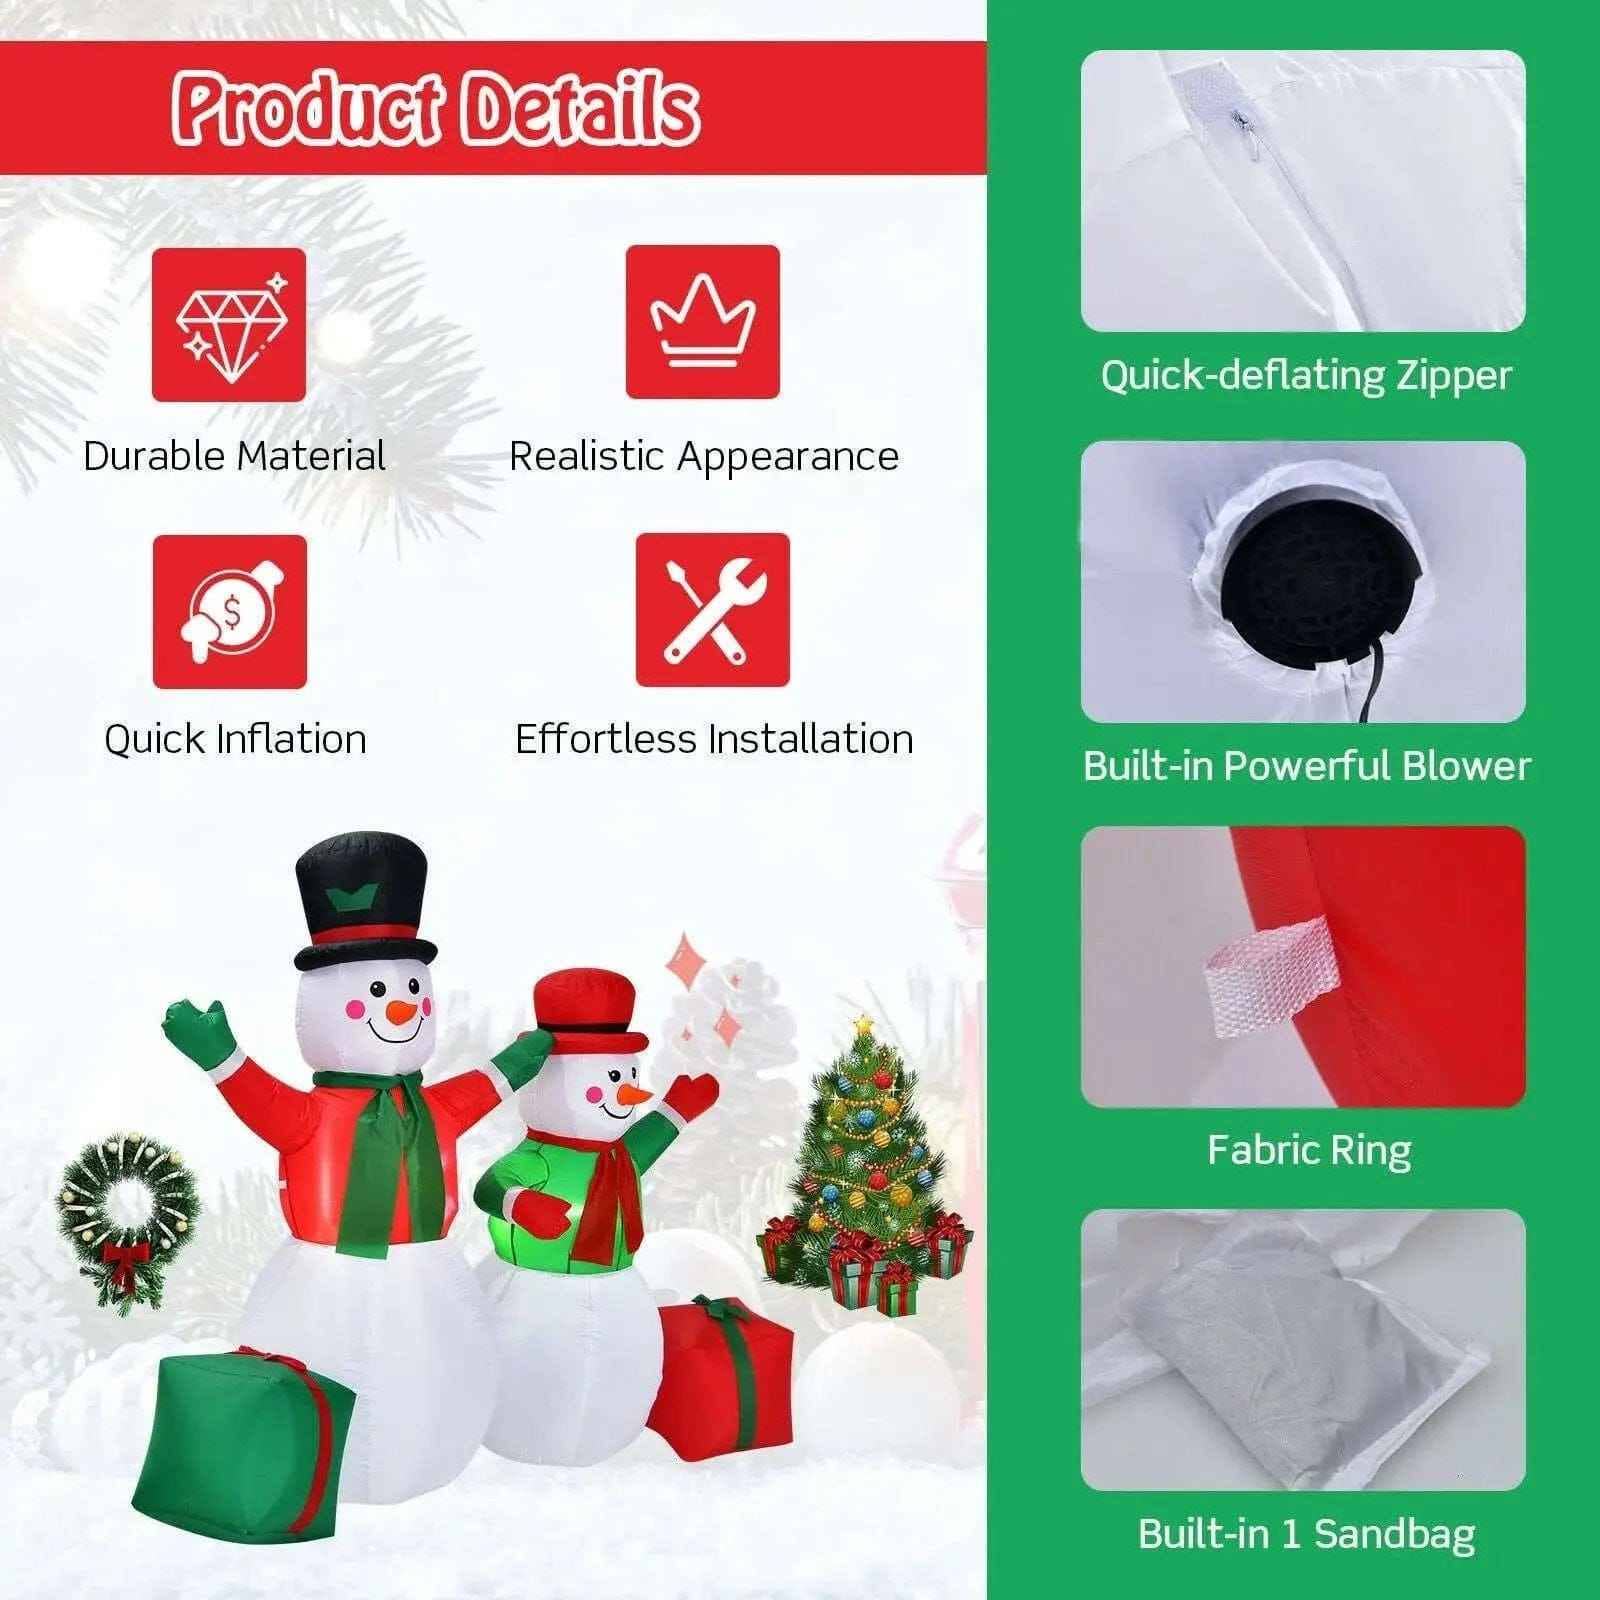 Product Details
Durable Material
Realistic Appearance
$
Quick Inflation
Effortless Installation
Quick-deflating Zipper
Built-in Powerful Blower
Fabric Ring
Built-in 1 Sandbag